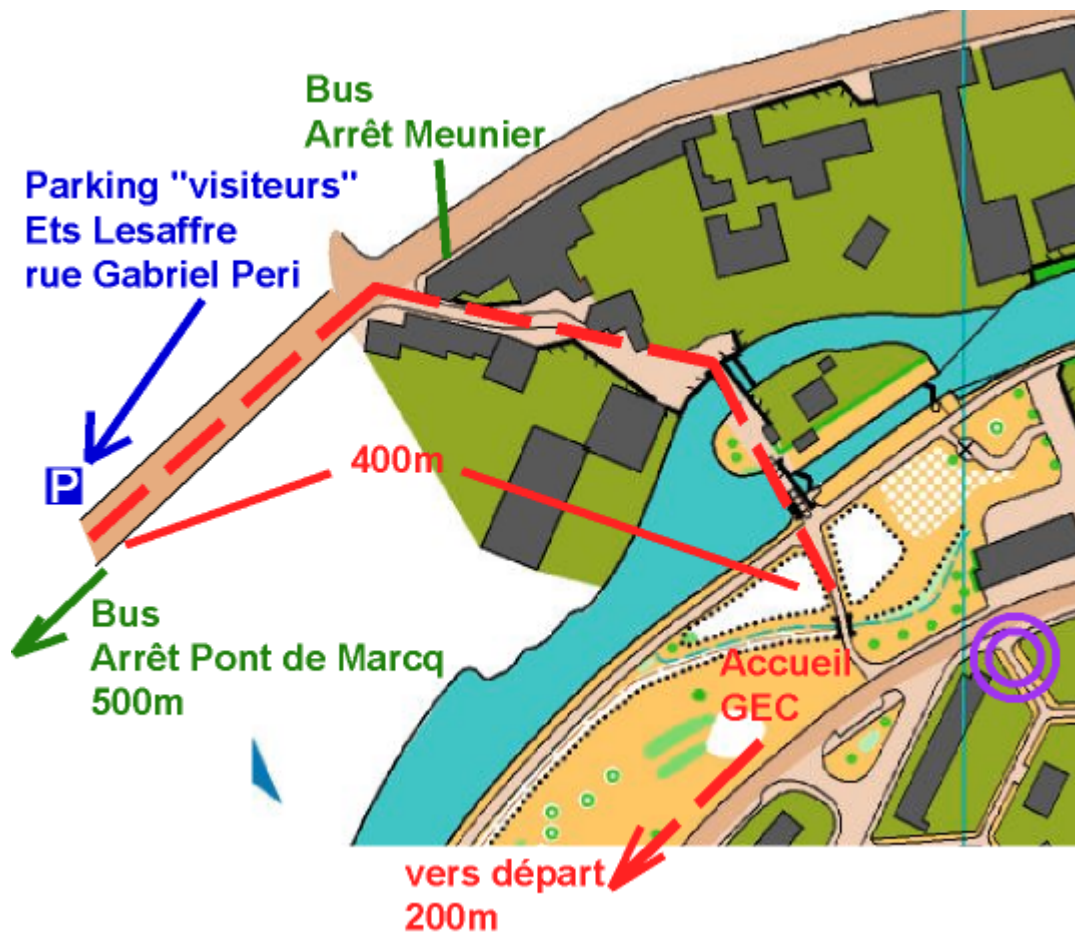 Bus
Arrêt Meunier
Parking "visiteurs"
Ets Lesaffre
rue Gabriel Peri
400m
P
Bus
Arrêt Pont de Marcq
500m
Accueil
GEC
vers départ
200m